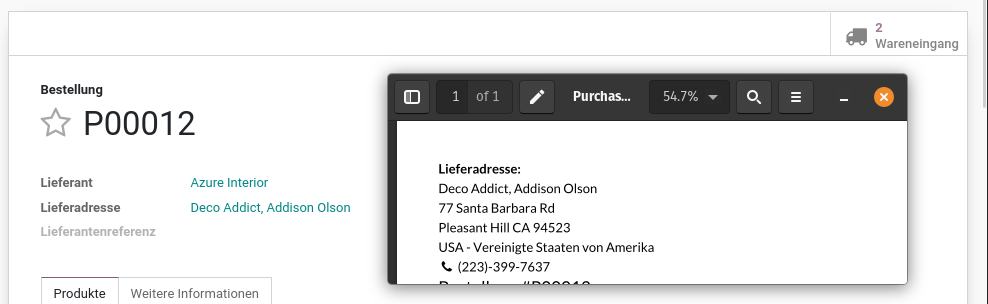 2
Wareneingang
Bestellung
P00012
Lieferant Azure Interior
Lieferadresse Deco Addict, Addison Olson
Lieferantenreferenz
Produkte Weitere Informationen
1 of 1 Purchas... 54.7%
Lieferadresse:
Deco Addict, Addison Olson
77 Santa Barbara Rd
Pleasant Hill CA 94523
USA - Vereinigte Staaten von Amerika
(223)-399-7637